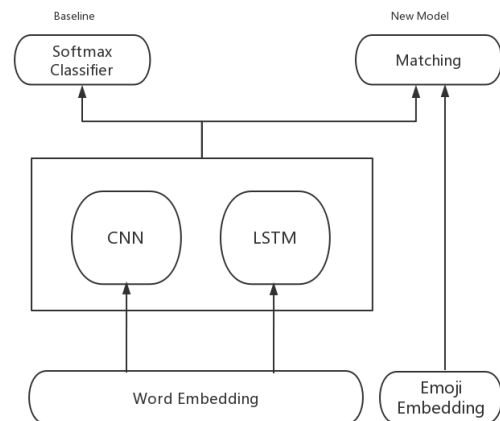 Baseline
New Model
Softmax
Classifier
Matching
CNN
LSTM
Word Embedding
Emoji
Embedding